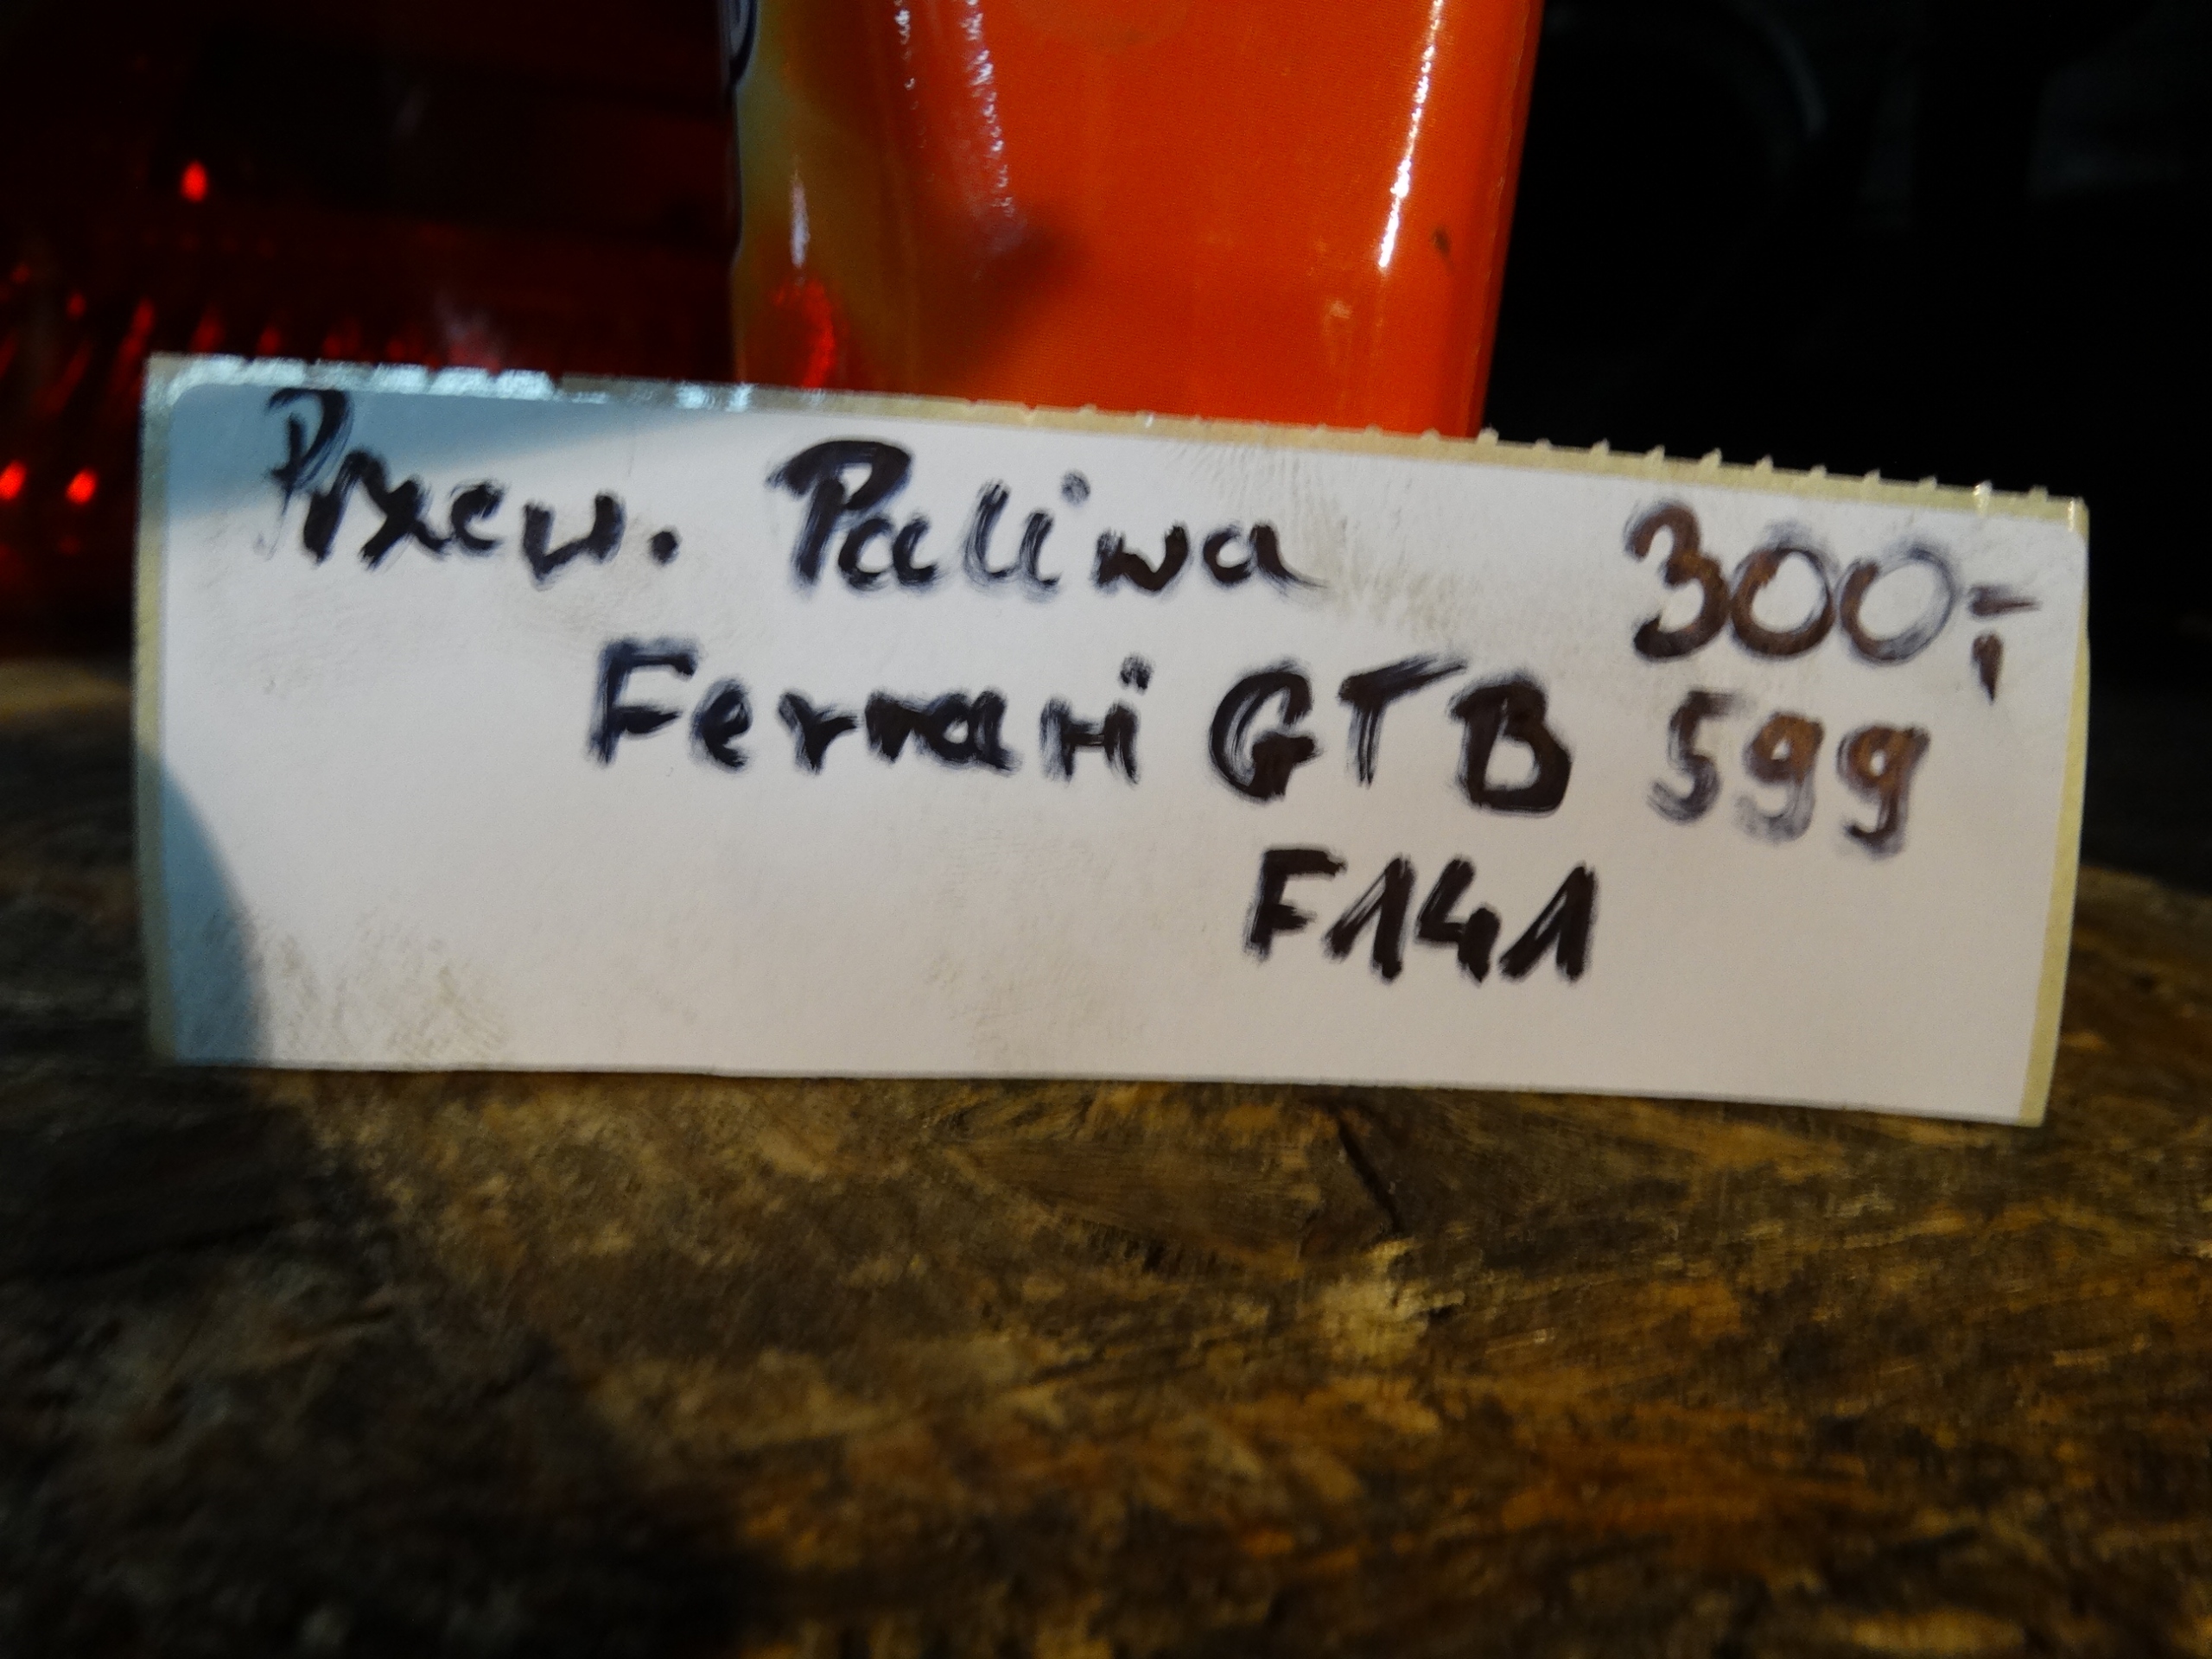 Przew. Paliwa 300,-
Ferrari GTB 599
F141